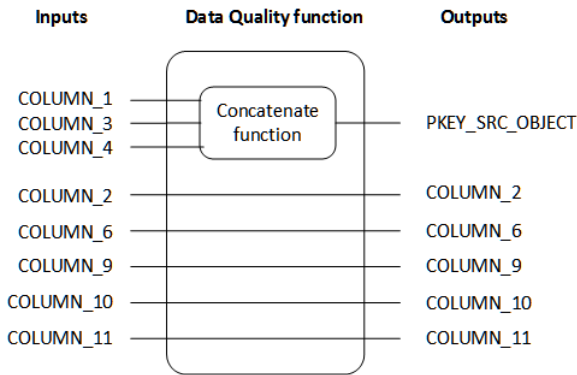 Inputs Data Quality function Outputs
COLUMN_1
COLUMN_3
COLUMN_4
Concatenate
function
PKEY_SRC_OBJECT
COLUMN_2 COLUMN_2
COLUMN_6 COLUMN_6
COLUMN_9 COLUMN_9
COLUMN_10 COLUMN_10
COLUMN_11 COLUMN_11